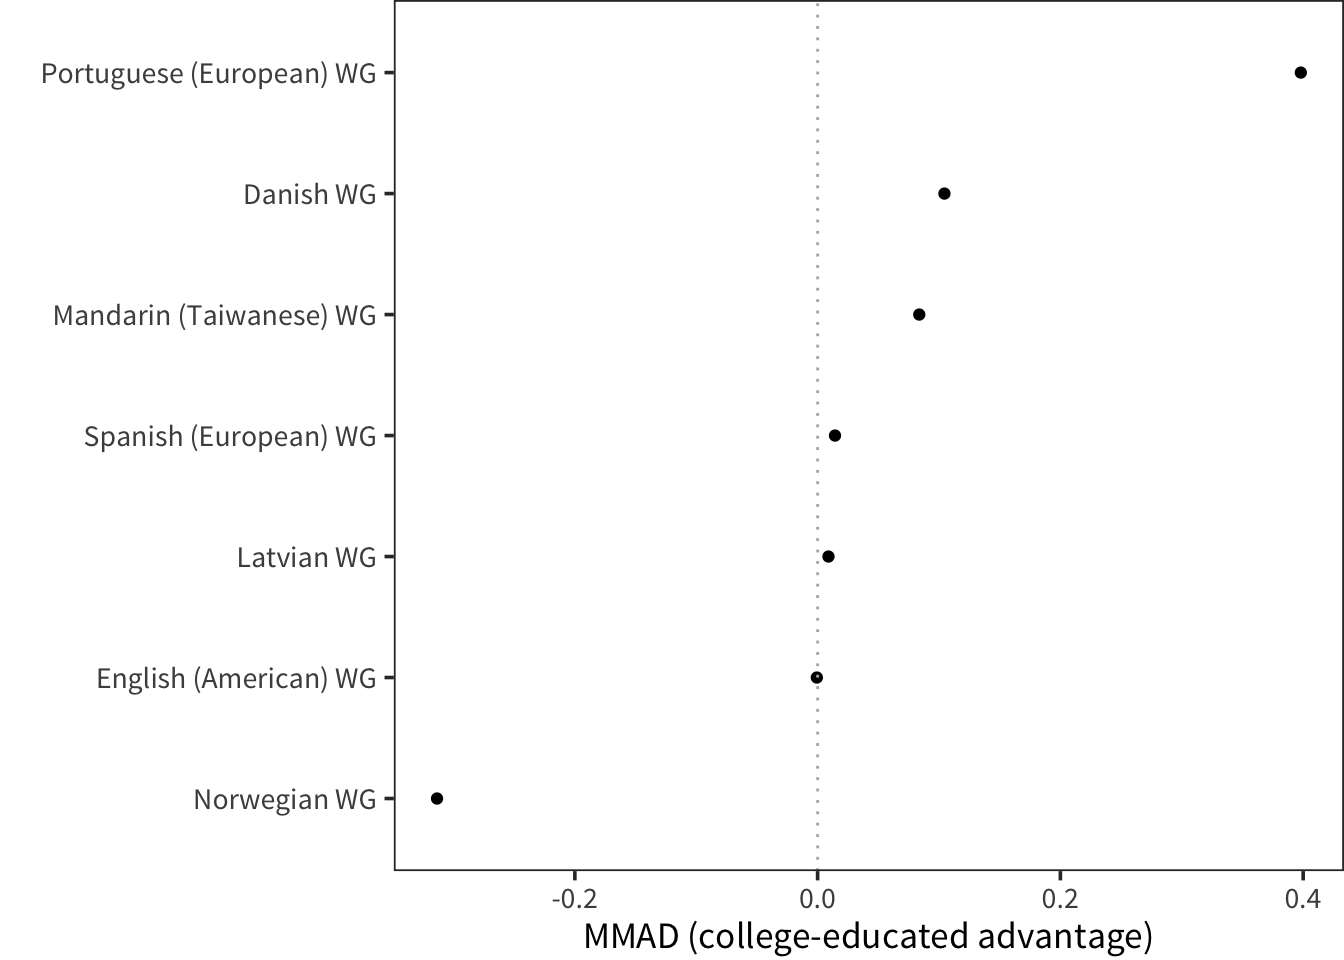 Portuguese (European) WG
Danish WG
Mandarin (Taiwanese) WG
Spanish (European) WG
Latvian WG
English (American) WG
Norwegian WG
-0.2 0.0 0.2 0.4
MMAD (college-educated advantage)